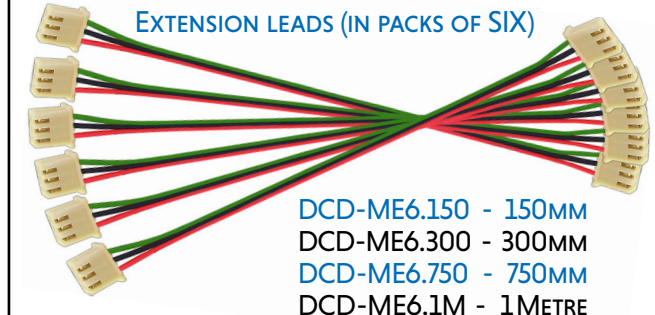 Extension leads (in packs of SIX)
DCD-ME6.150 - 150mm
DCD-ME6.300 - 300mm
DCD-ME6.750 - 750mm
DCD-ME6.1M - 1Metre